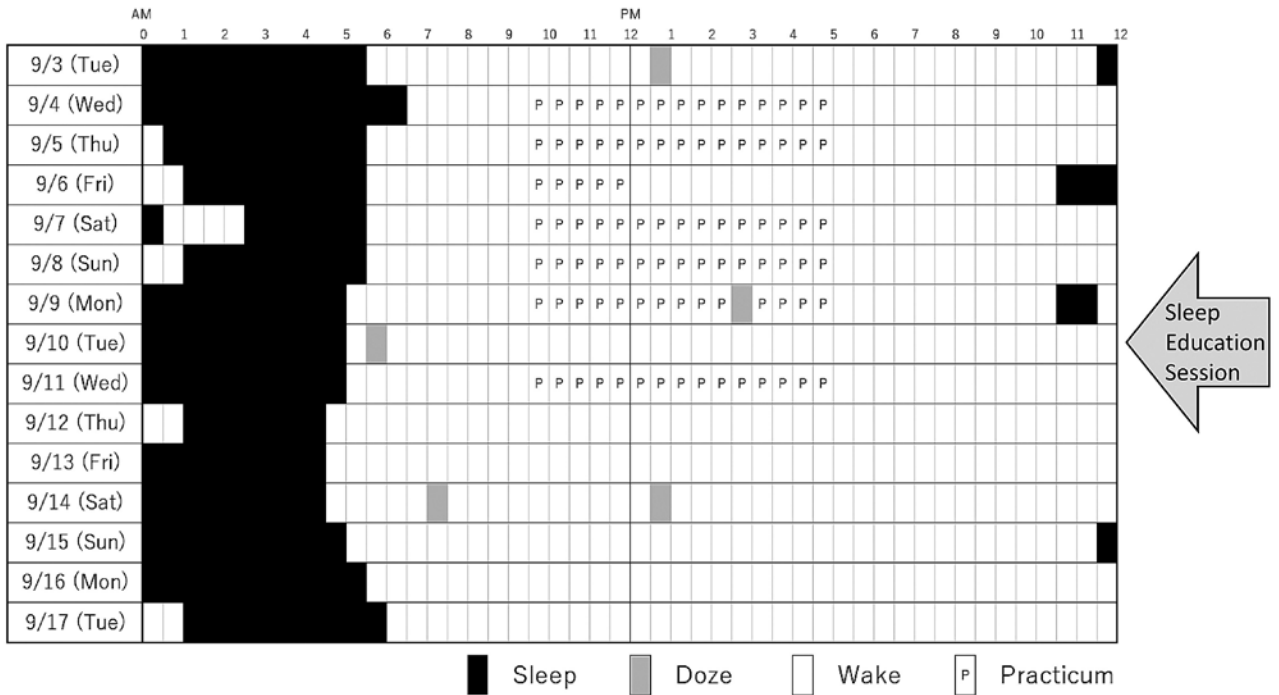 AM PM
0 1 2 3 4 5 6 7 8 9 10 11 12 1 2 3 4 5 6 7 8 9 10 11 12
9/3 (Tue)
9/4 (Wed) P P P P P P P P P P P P P P P
9/5 (Thu) P P P P P P P P P P P P P P P
9/6 (Fri) P P P P P
9/7 (Sat) P P P P P P P P P P P P P P P
9/8 (Sun) P P P P P P P P P P P P P P P
9/9 (Mon) P P P P P P P P P P P P P P
9/10 (Tue)
9/11 (Wed) P P P P P P P P P P P P P P P
9/12 (Thu)
9/13 (Fri)
9/14 (Sat)
9/15 (Sun)
9/16 (Mon)
9/17 (Tue)
Sleep
Education
Session
Sleep Doze Wake P Practicum